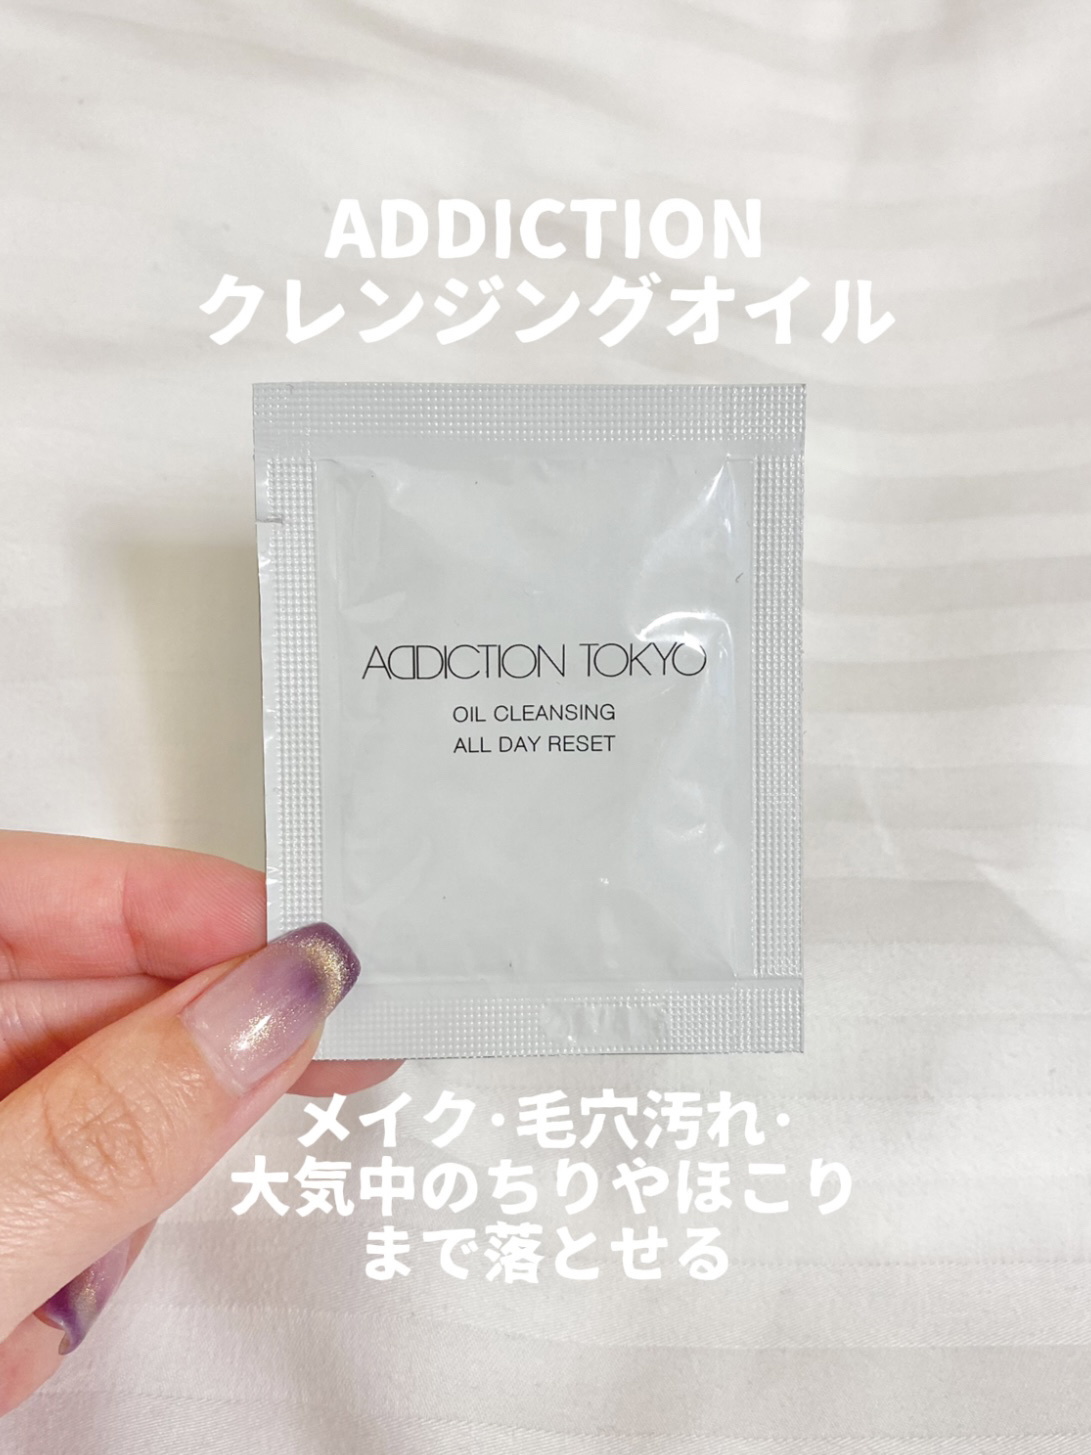 ADDICTION
クレンジングオイル
ADDICTION TOKYO
OIL CLEANSING
ALL DAY RESET
メイク・毛穴汚れ・
大気中のちりやほこり
まで落とせる